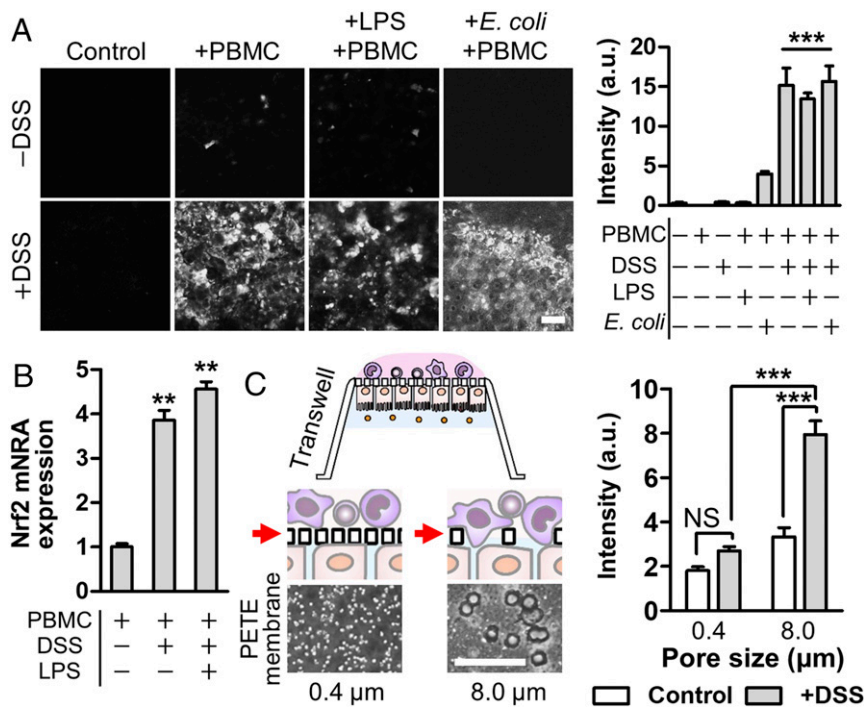 A
Control
+PBMC
+LPS
+PBMC
+E. coli
+PBMC
−DSS
+DSS
Intensity (a.u.)
20
15
10
5
0
***
PBMC − + − + + + + +
DSS − − + − − + + +
LPS − − − + − − + −
E. coli − − − − + − − +
B
Nrf2 mNRA
expression
5
4
3
2
1
0
**
**
PBMC + + +
DSS − + +
LPS − − +
C
Transwell
PETE
membrane
0.4 μm
8.0 μm
Intensity (a.u.)
10
8
6
4
2
0
NS
***
***
0.4 8.0
Pore size (μm)
Control +DSS